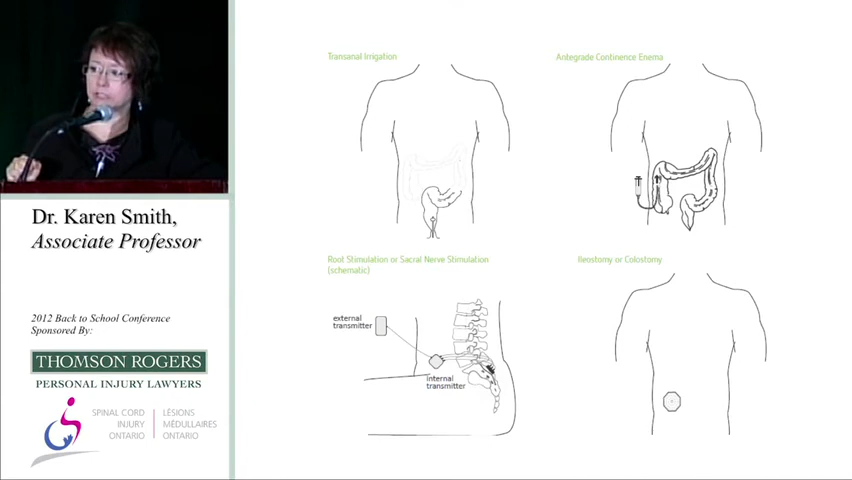 Dr. Karen Smith,
Associate Professor
2012 Back to School Conference
Sponsored By:
THOMSON ROGERS
PERSONAL INJURY LAWYERS
SPINAL CORD
INJURY
ONTARIO
LÉSIONS
MÉDULLAIRES
ONTARIO
Transanal Irrigation
Antegrade Continence Enema
Root Stimulation or Sacral Nerve Stimulation
(schematic)
external
transmitter
Internal
transmitter
Ileostomy or Colostomy